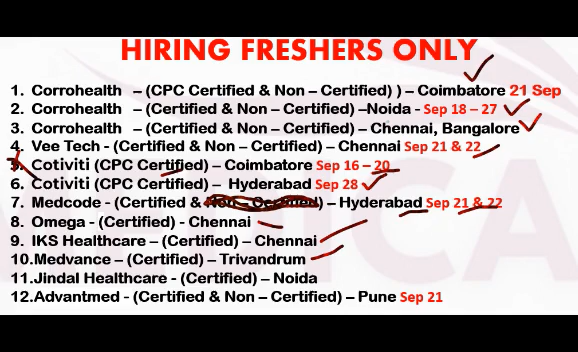 HIRING FRESHERS ONLY
1. Corrohealth – (CPC Certified & Non – Certified) ) – Coimbatore 21 Sep
2. Corrohealth – (Certified & Non – Certified) –Noida - Sep 18 – 27
3. Corrohealth – (Certified & Non – Certified) – Chennai, Bangalore
4. Vee Tech - (Certified & Non – Certified) – Chennai Sep 21 & 22
5. Cotiviti (CPC Certified) – Coimbatore Sep 16 – 20
6. Cotiviti (CPC Certified) – Hyderabad Sep 28
7. Medcode - (Certified & Non – Certified) – Hyderabad Sep 21 & 22
8. Omega - (Certified) - Chennai
9. IKS Healthcare – (Certified) – Chennai
10.Medvance – (Certified) – Trivandrum
11.Jindal Healthcare - (Certified) – Noida
12.Advantmed - (Certified & Non – Certified) – Pune Sep 21